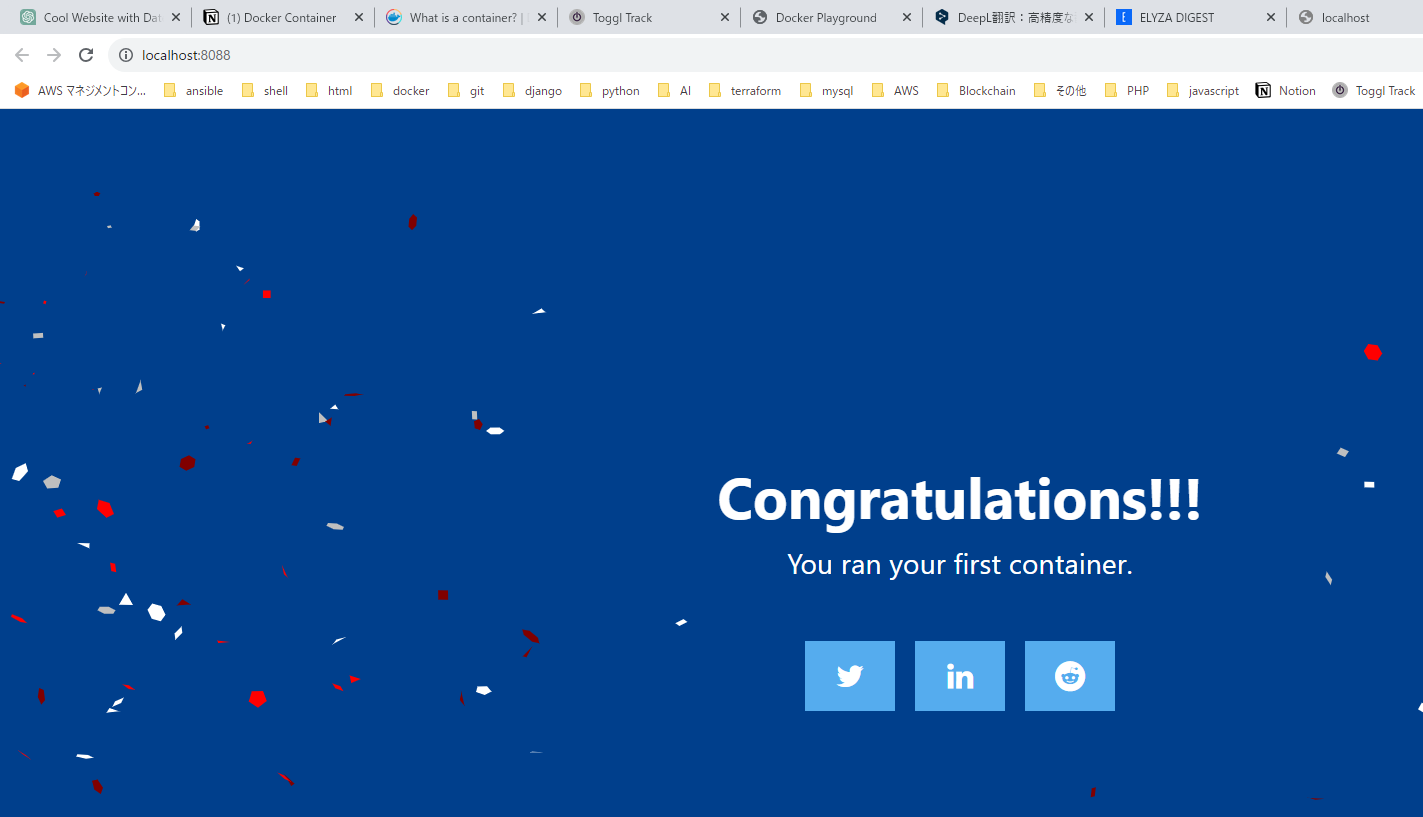 Cool Website with Dat
(1) Docker Container
What is a container? |
Toggl Track
Docker Playground
DeepL翻訳：高精度な
ELYZA DIGEST
localhost
localhost:8088
AWS マネジメントコン...
ansible
shell
html
docker
git
django
python
AI
terraform
mysql
AWS
Blockchain
その他
PHP
javascript
Notion
Toggl Track
Congratulations!!!
You ran your first container.